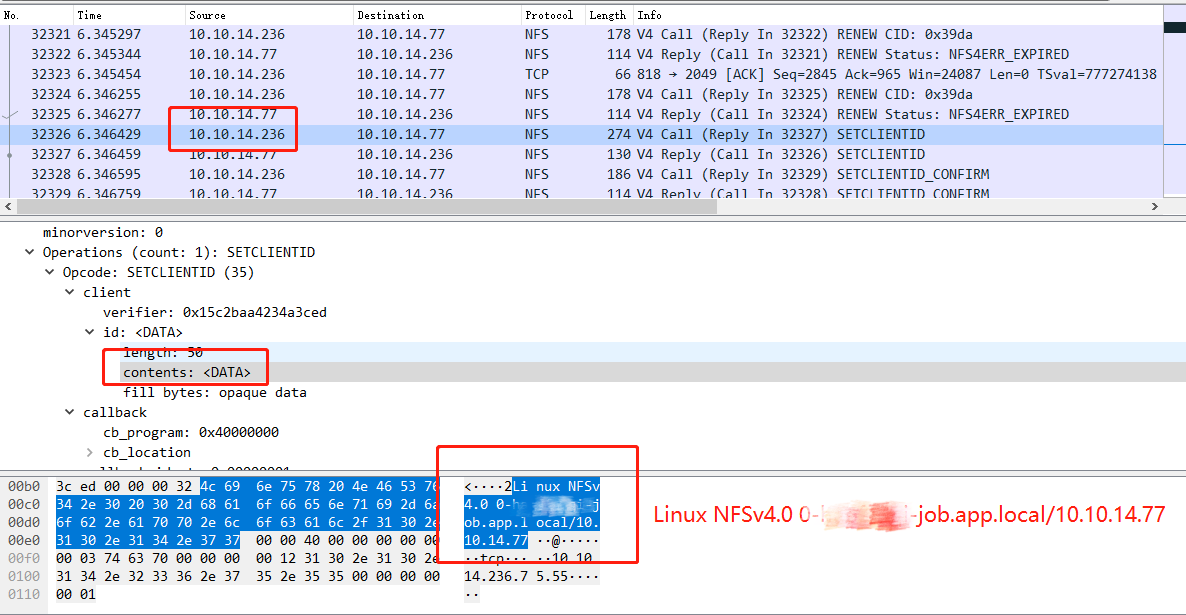 No. Time Source Destination Protocol Length Info
32321 6.345297 10.10.14.236 10.10.14.77 NFS 178 V4 Call (Reply In 32322) RENEW CID: 0x39da
32322 6.345344 10.10.14.77 10.10.14.236 NFS 114 V4 Reply (Call In 32321) RENEW Status: NFS4ERR_EXPIRED
32323 6.345454 10.10.14.236 10.10.14.77 TCP 66 818 → 2049 [ACK] Seq=2845 Ack=965 Win=24087 Len=0 TSval=777274138
32324 6.346255 10.10.14.236 10.10.14.77 NFS 178 V4 Call (Reply In 32325) RENEW CID: 0x39da
32325 6.346277 10.10.14.77 10.10.14.236 NFS 114 V4 Reply (Call In 32324) RENEW Status: NFS4ERR_EXPIRED
32326 6.346429 10.10.14.236 10.10.14.77 NFS 274 V4 Call (Reply In 32327) SETCLIENTID
32327 6.346459 10.10.14.77 10.10.14.236 NFS 130 V4 Reply (Call In 32326) SETCLIENTID
32328 6.346595 10.10.14.236 10.10.14.77 NFS 186 V4 Call (Reply In 32329) SETCLIENTID_CONFIRM
32329 6.346759 10.10.14.77 10.10.14.236 NFS 114 V4 Reply (Call In 32328) SETCLIENTID_CONFIRM
minorversion: 0
Operations (count: 1): SETCLIENTID
Opcode: SETCLIENTID (35)
client
verifier: 0x15c2baa4234a3ced
id: <DATA>
length: 50
contents: <DATA>
fill bytes: opaque data
callback
cb_program: 0x40000000
cb_location
00b0 3c ed 00 00 00 32 4c 69 6e 75 78 20 4e 46 53 76 <····2Li nux NFSv
00c0 34 2e 30 20 30 2d 68 61 6f 66 65 6e 71 69 2d 6a 4.0 0-h j
00d0 6f 62 2e 61 70 70 2e 6c 6f 63 61 6c 2f 31 30 2e ob.app.l ocal/10.
00e0 31 30 2e 31 34 2e 37 37 00 00 40 00 00 00 00 00 10.14.77 ··@·····
00f0 00 03 74 63 70 00 00 00 00 12 31 30 2e 31 30 2e ··tcp··· ··10.10.
0100 31 34 2e 32 33 36 2e 37 35 2e 35 35 00 00 00 00 14.236.7 5.55····
0110 00 01 ··
Linux NFSv4.0 0- -job.app.local/10.10.14.77